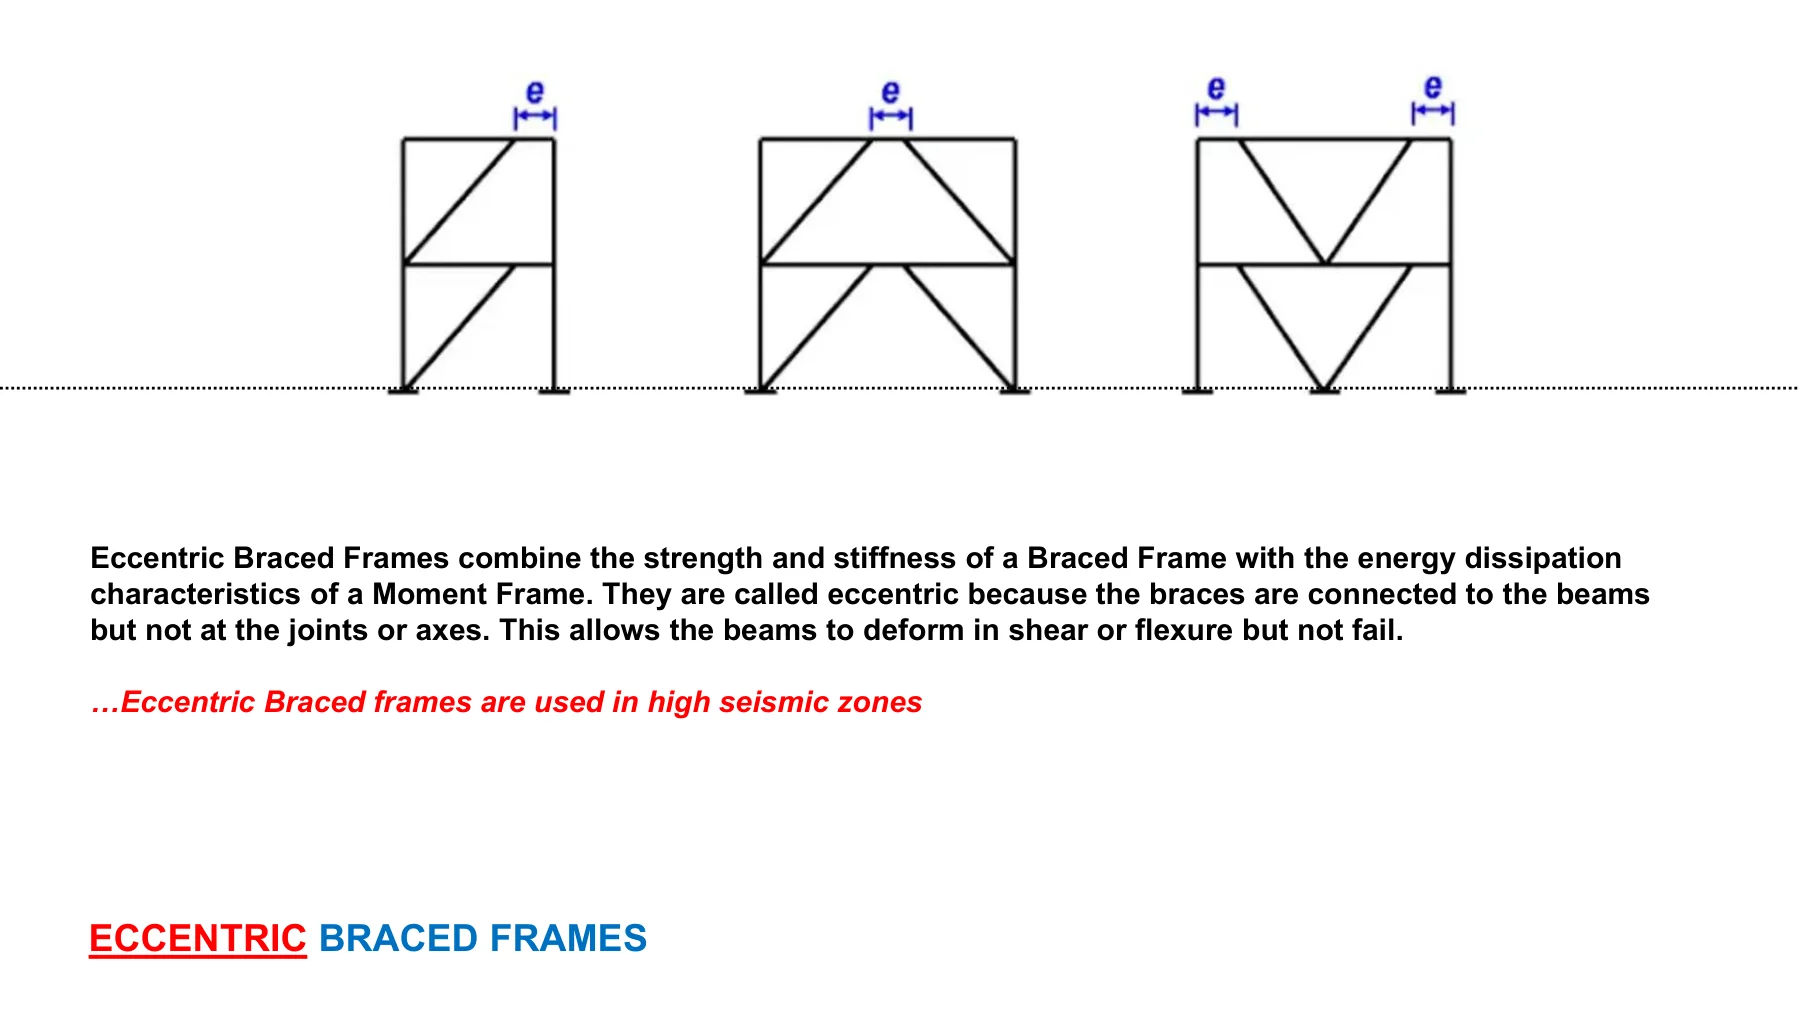 e
e
e
e
Eccentric Braced Frames combine the strength and stiffness of a Braced Frame with the energy dissipation
characteristics of a Moment Frame. They are called eccentric because the braces are connected to the beams
but not at the joints or axes. This allows the beams to deform in shear or flexure but not fail.
…Eccentric Braced frames are used in high seismic zones
ECCENTRIC BRACED FRAMES